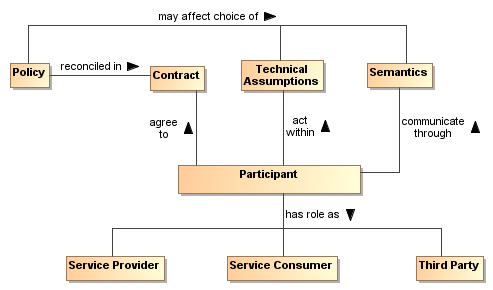 may affect choice of
Policy
reconciled in
Contract
Technical
Assumptions
Semantics
agree
to
act
within
communicate
through
Participant
has role as
Service Provider
Service Consumer
Third Party